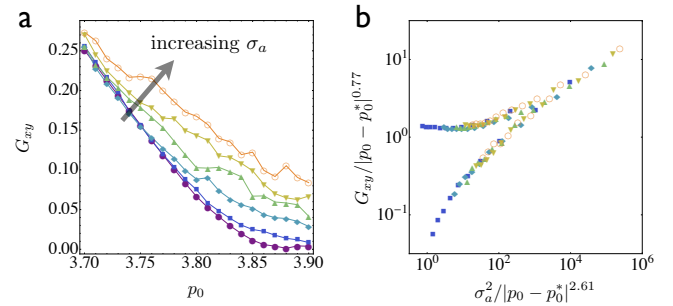 a
increasing σ_a
G_xy
0.25
0.20
0.15
0.10
0.05
0.00
3.70 3.75 3.80 3.85 3.90
p_0
b
G_xy/|p_0 − p_0^*|^0.77
10^1
10^0
10^−1
10^0 10^2 10^4 10^6
σ_a^2/|p_0 − p_0^*|^2.61